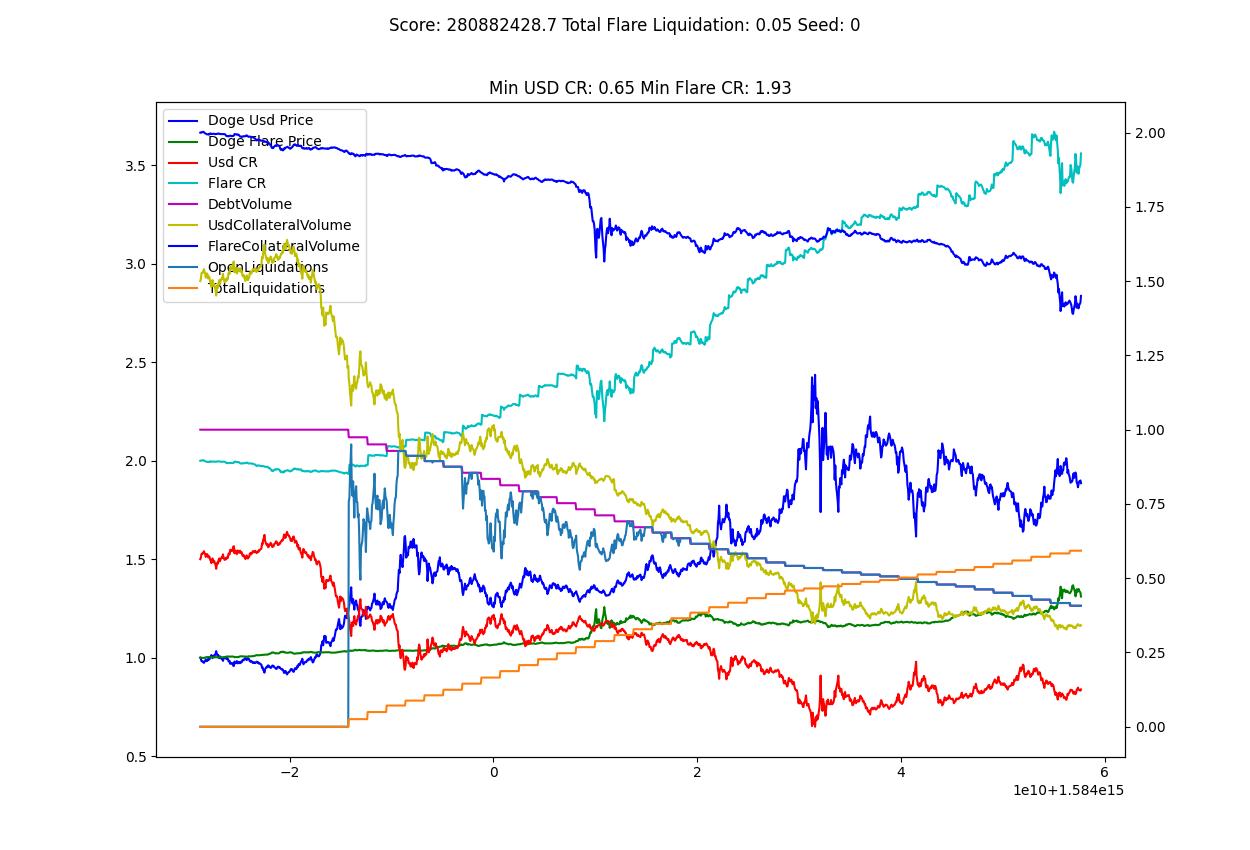 Score: 280882428.7 Total Flare Liquidation: 0.05 Seed: 0
Min USD CR: 0.65 Min Flare CR: 1.93
Doge Usd Price
Doge Flare Price
Usd CR
Flare CR
DebtVolume
UsdCollateralVolume
FlareCollateralVolume
OpenLiquidations
TotalLiquidations
3.5
3.0
2.5
2.0
1.5
1.0
0.5
2.00
1.75
1.50
1.25
1.00
0.75
0.50
0.25
0.00
−2 0 2 4 6
1e10+1.584e15